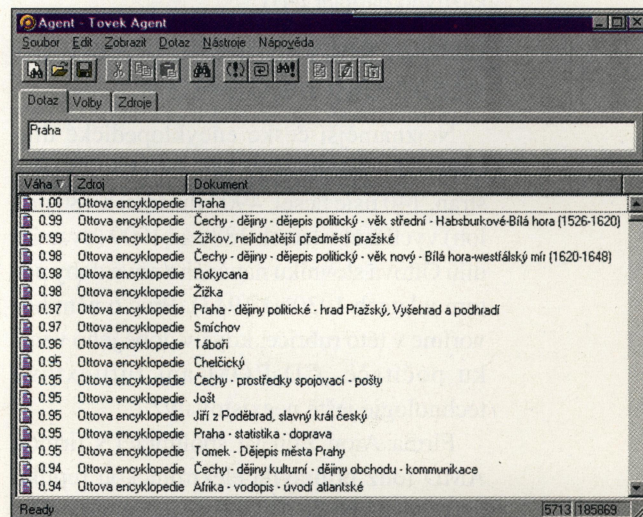 Agent - Tovek Agent
Soubor Edit Zobrazit Dotaz Nástroje Nápověda
Dotaz Volby Zdroje
Praha
Váha Zdroj Dokument
1.00 Ottova encyklopedie Praha
0.99 Ottova encyklopedie Čechy - dějiny - dějepis politický - věk střední - Habsburkové-Bílá hora (1526-1620)
0.99 Ottova encyklopedie Žižkov, nejlidnatější předměstí pražské
0.98 Ottova encyklopedie Čechy - dějiny - dějepis politický - věk nový - Bílá hora-westfálský mír (1620-1648)
0.98 Ottova encyklopedie Rokycana
0.98 Ottova encyklopedie Žižka
0.97 Ottova encyklopedie Praha - dějiny politické - hrad Pražský, Vyšehrad a podhradí
0.97 Ottova encyklopedie Smíchov
0.96 Ottova encyklopedie Táboři
0.95 Ottova encyklopedie Chelčický
0.95 Ottova encyklopedie Čechy - prostředky spojovací - pošty
0.95 Ottova encyklopedie Jošt
0.95 Ottova encyklopedie Jiří z Poděbrad, slavný král český
0.95 Ottova encyklopedie Praha - statistika - doprava
0.95 Ottova encyklopedie Tomek - Dějepis města Prahy
0.94 Ottova encyklopedie Čechy - dějiny kulturní - dějiny obchodu - kommunikace
0.94 Ottova encyklopedie Afrika - vodopis - úvodí atlantské
Ready 5713 185869